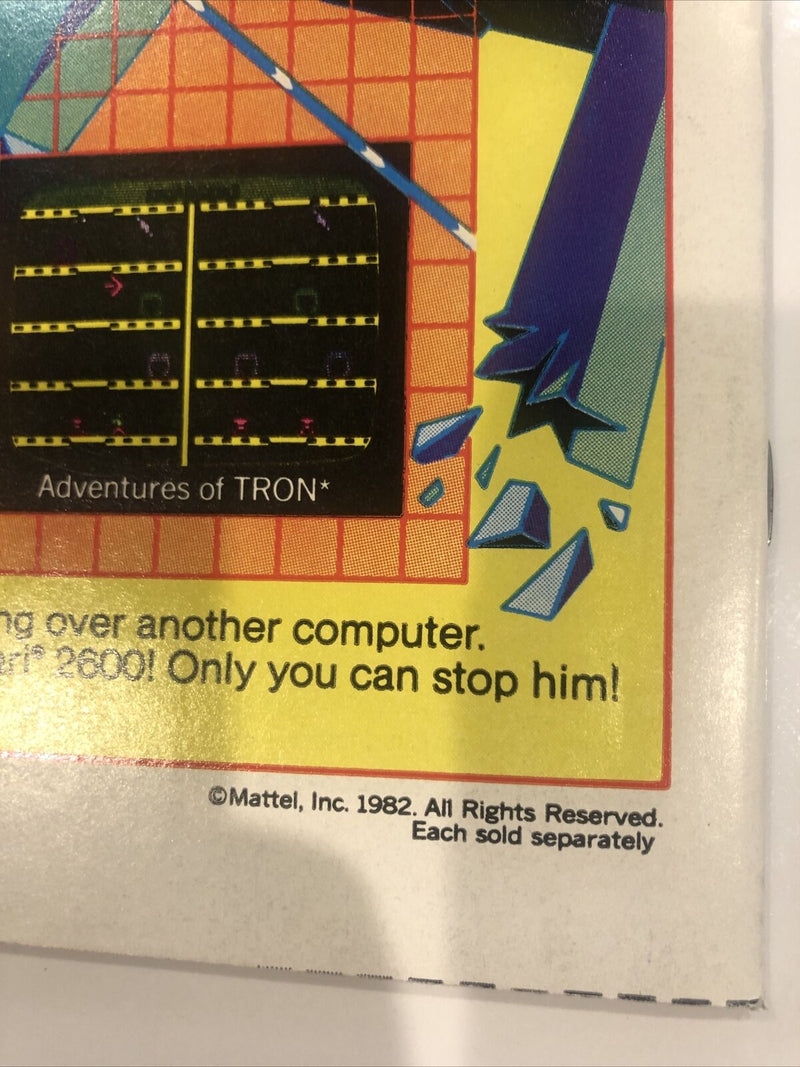 Adventures of TRON*
ng over another computer.
ari® 2600! Only you can stop him!
©Mattel, Inc. 1982. All Rights Reserved.
Each sold separately